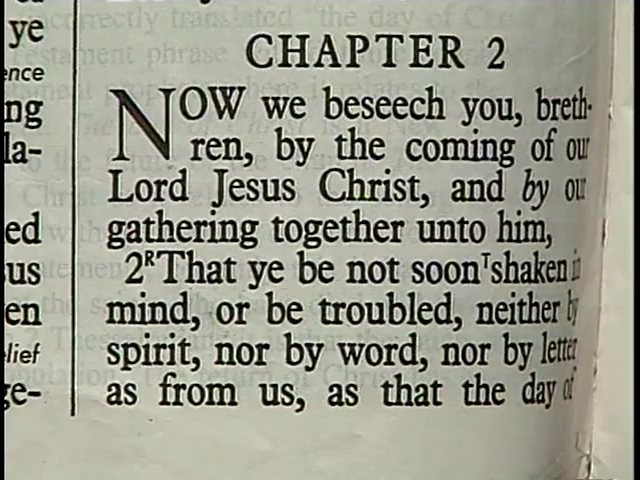 ye
ence
ng
la-
ed
us
en
lief
ge-
CHAPTER 2
NOW we beseech you, breth-
ren, by the coming of our
Lord Jesus Christ, and by our
gathering together unto him,
2 R That ye be not soon T shaken in
mind, or be troubled, neither by
spirit, nor by word, nor by letter
as from us, as that the day of